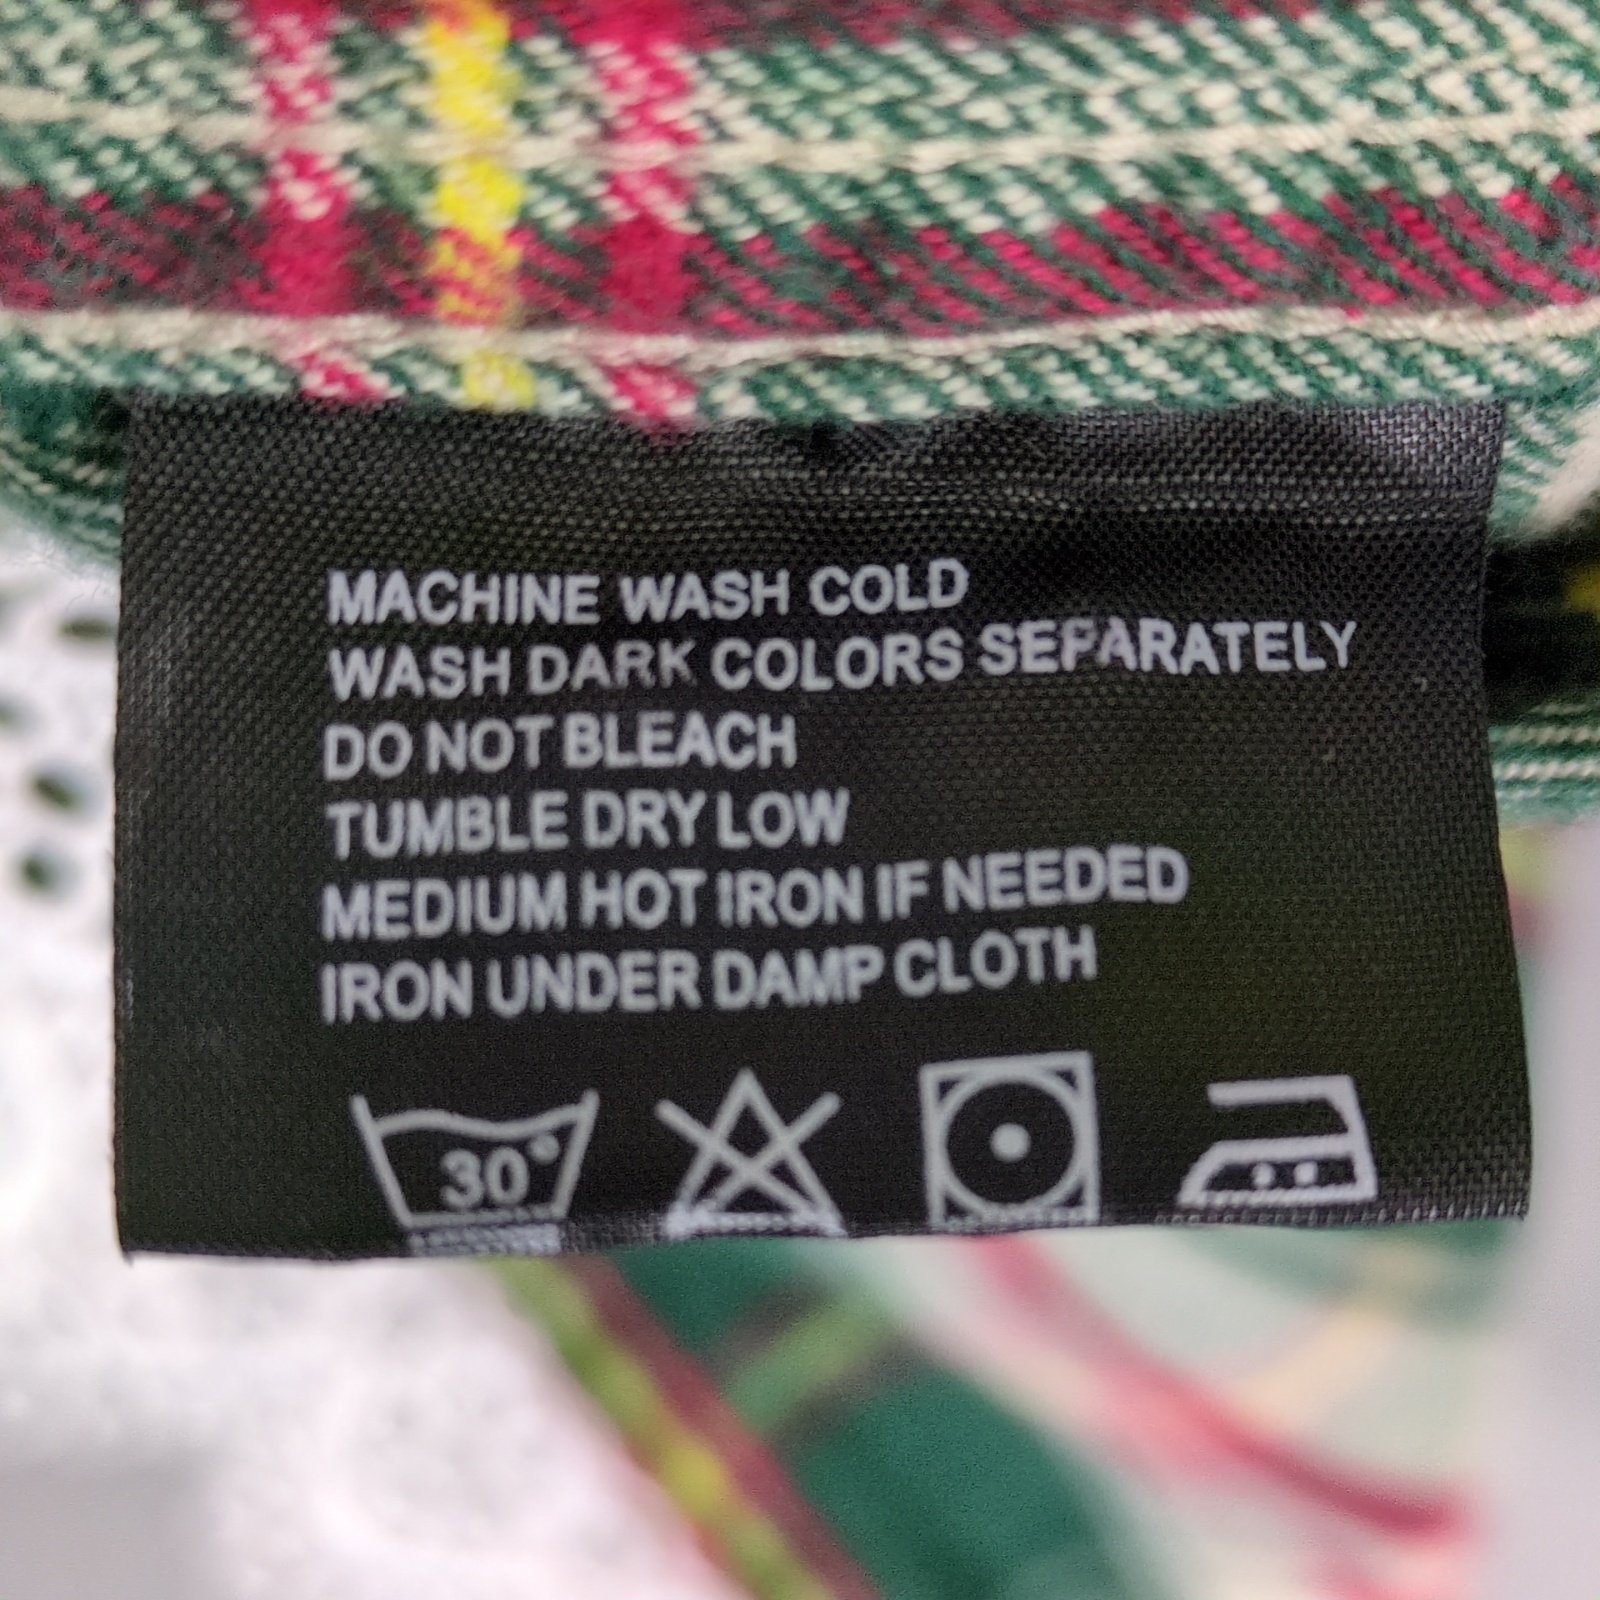 MACHINE WASH COLD
WASH DARK COLORS SEPARATELY
DO NOT BLEACH
TUMBLE DRY LOW
MEDIUM HOT IRON IF NEEDED
IRON UNDER DAMP CLOTH
30°